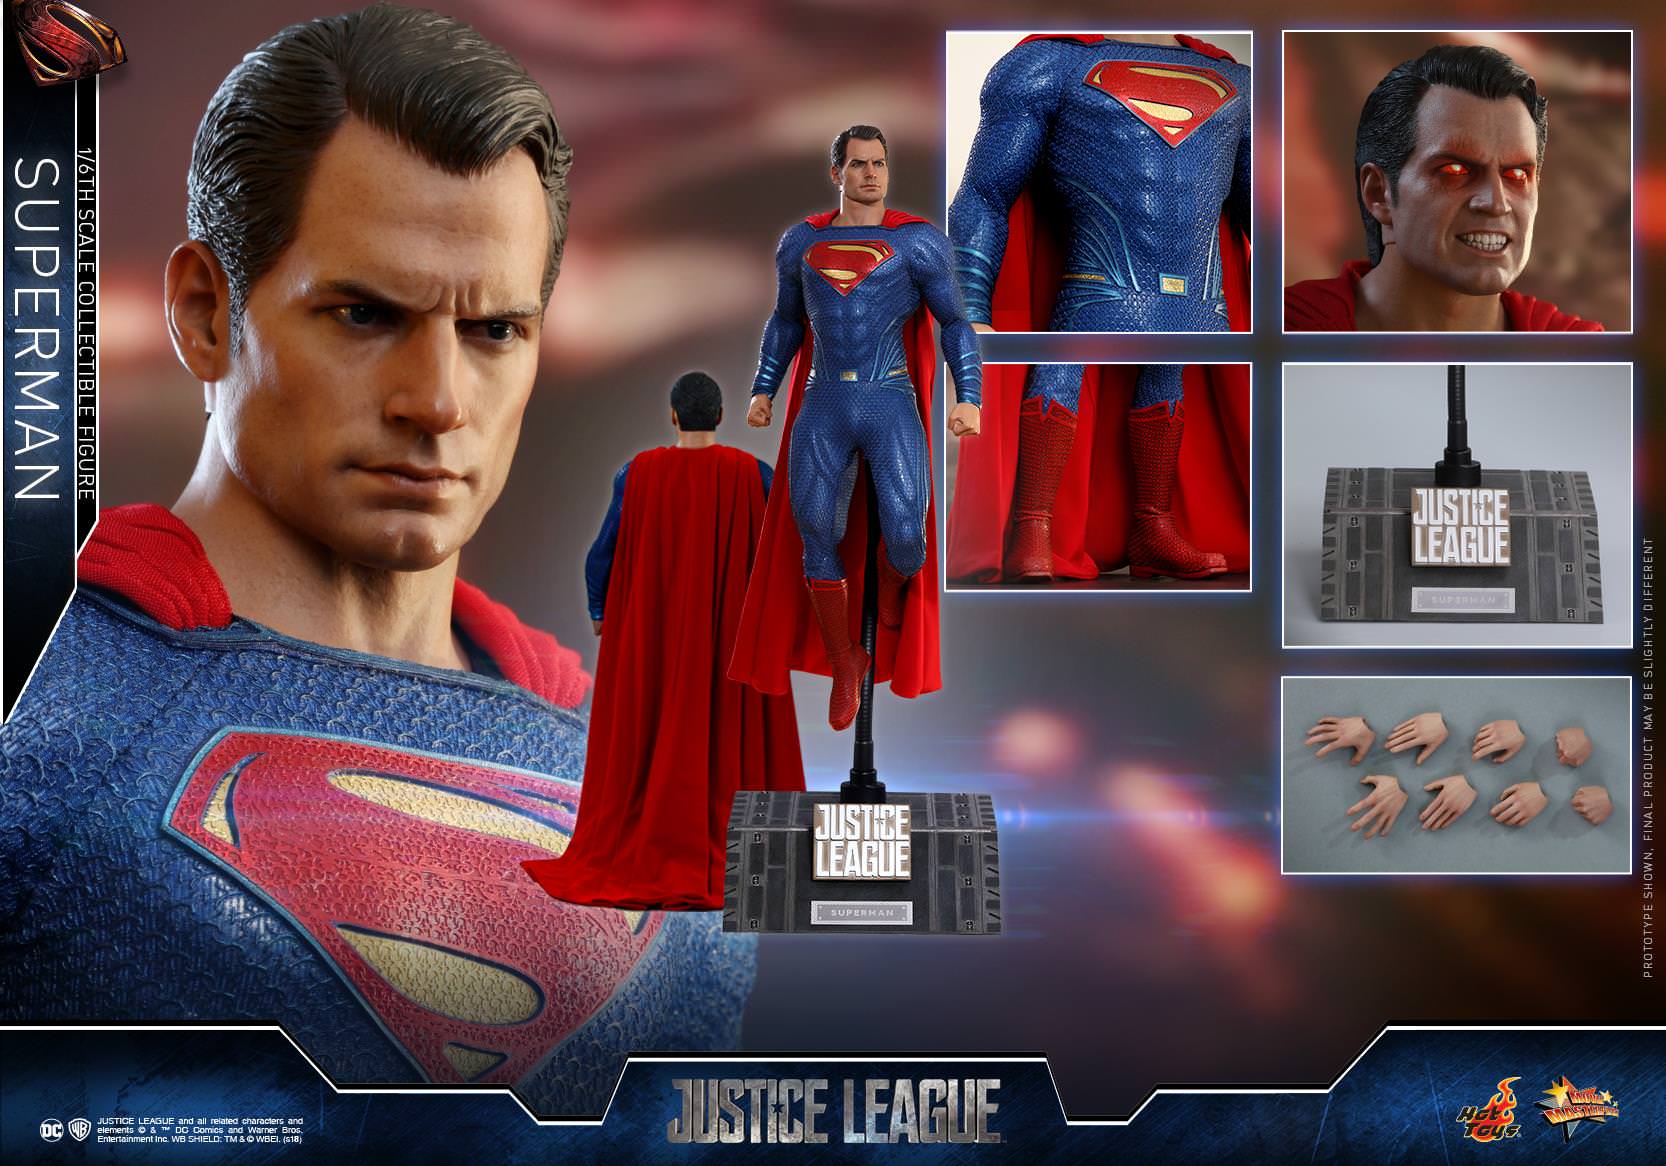 SUPERMAN
1/6TH SCALE COLLECTIBLE FIGURE
JUSTICE
LEAGUE
SUPERMAN
JUSTICE
LEAGUE
SUPERMAN
PROTOTYPE SHOWN, FINAL PRODUCT MAY BE SLIGHTLY DIFFERENT
JUSTICE LEAGUE
DC
WB
JUSTICE LEAGUE and all related characters and
elements © & ™ DC Comics and Warner Bros.
Entertainment Inc. WB SHIELD: TM & © WBEI. (s18)
HOT
TOYS
MOVIE
MASTERPIECE